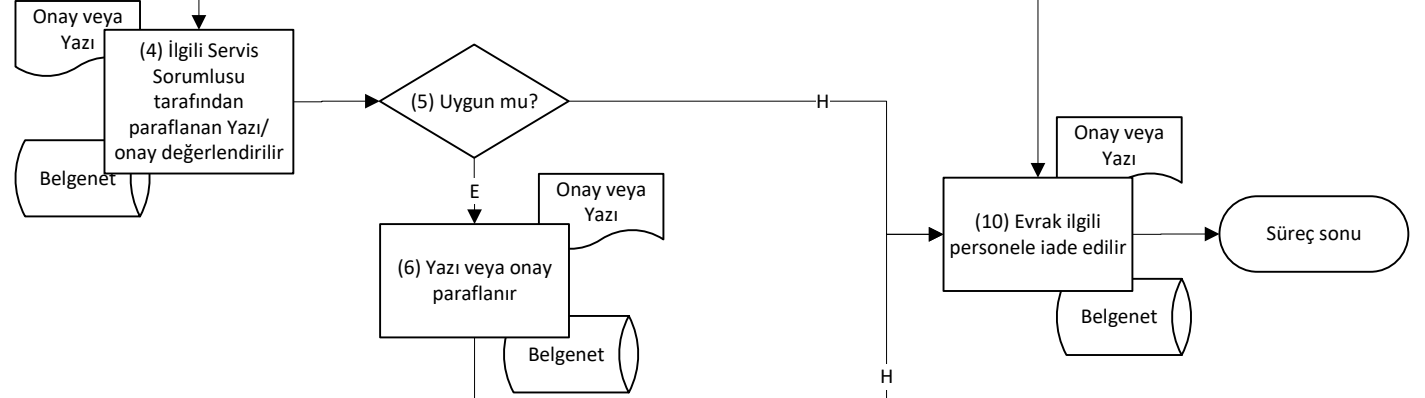 Onay veya
Yazı
(4) İlgili Servis
Sorumlusu
tarafından
paraflanan Yazı/
onay değerlendirilir
Belgenet
(5) Uygun mu?
H
E
Onay veya
Yazı
(6) Yazı veya onay
paraflanır
Belgenet
H
Onay veya
Yazı
(10) Evrak ilgili
personele iade edilir
Belgenet
Süreç sonu